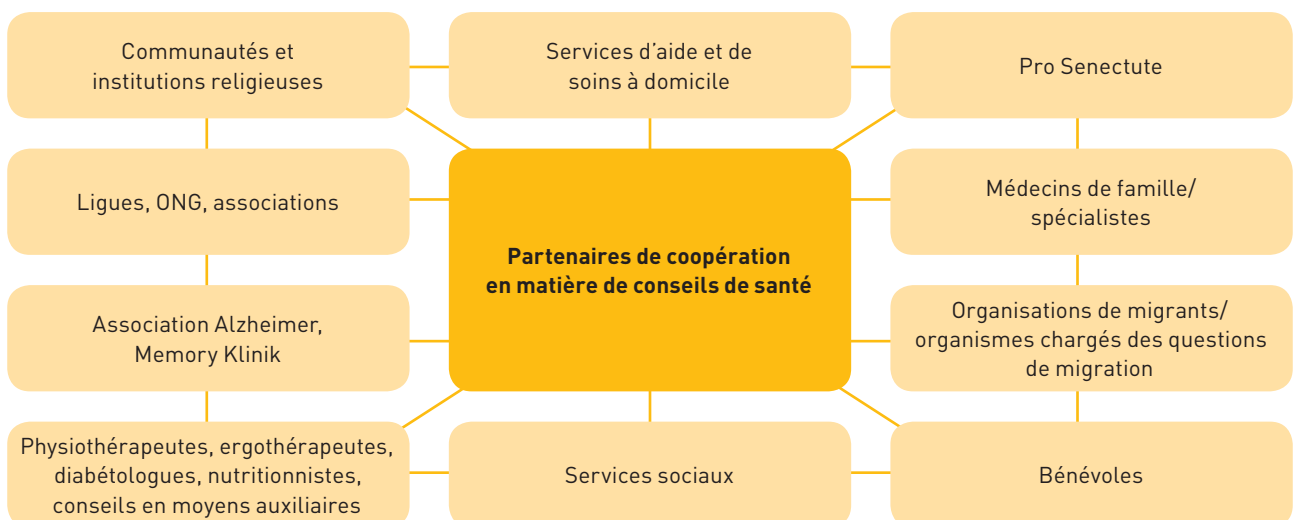 Communautés et
institutions religieuses
Services d’aide et de
soins à domicile
Pro Senectute
Ligues, ONG, associations
Partenaires de coopération
en matière de conseils de santé
Médecins de famille/
spécialistes
Association Alzheimer,
Memory Klinik
Organisations de migrants/
organismes chargés des questions
de migration
Physiothérapeutes, ergothérapeutes,
diabétologues, nutritionnistes,
conseils en moyens auxiliaires
Services sociaux
Bénévoles